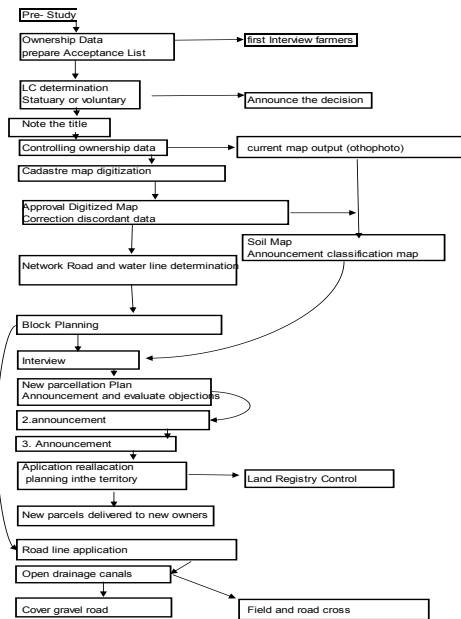 Pre- Study
Ownership Data
prepare Acceptance List
first Interview farmers
LC determination
Statuary or voluntary
Announce the decision
Note the title
Controlling ownership data
current map output (othophoto)
Cadastre map digitization
Approval Digitized Map
Correction discordant data
Soil Map
Announcement classification map
Network Road and water line determination
Block Planning
Interview
New parcellation Plan
Announcement and evaluate objections
2.announcement
3. Announcement
Aplication reallacation
planning inthe territory
Land Registry Control
New parcels delivered to new owners
Road line application
Open drainage canals
Cover gravel road
Field and road cross